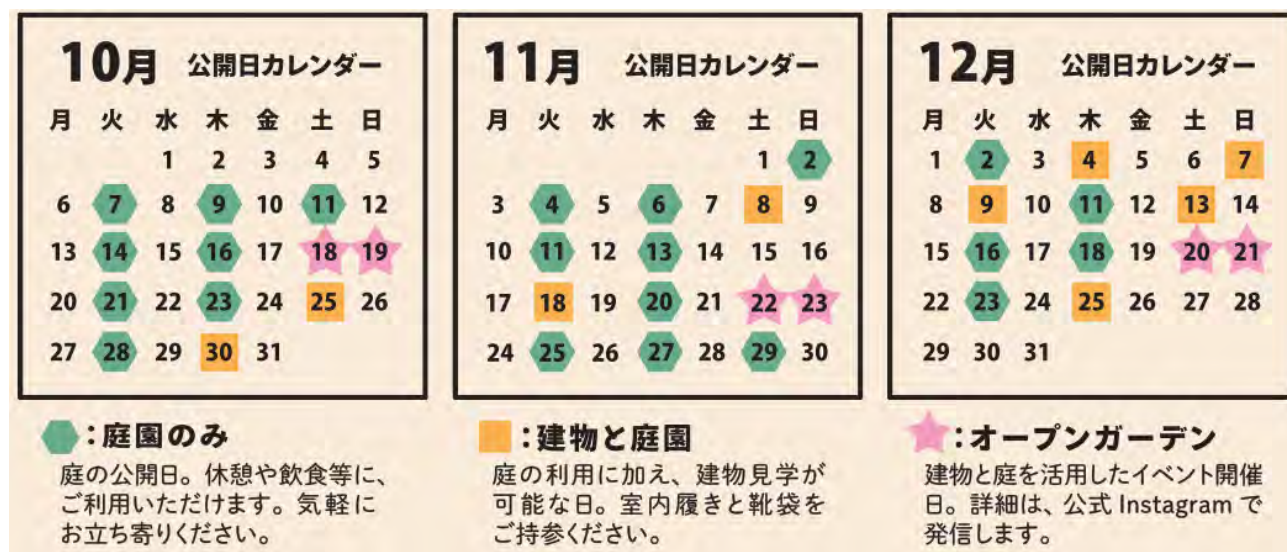 10月 公開日カレンダー
月 火 水 木 金 土 日
1 2 3 4 5
6 7 8 9 10 11 12
13 14 15 16 17 18 19
20 21 22 23 24 25 26
27 28 29 30 31
11月 公開日カレンダー
月 火 水 木 金 土 日
1 2
3 4 5 6 7 8 9
10 11 12 13 14 15 16
17 18 19 20 21 22 23
24 25 26 27 28 29 30
12月 公開日カレンダー
月 火 水 木 金 土 日
1 2 3 4 5 6 7
8 9 10 11 12 13 14
15 16 17 18 19 20 21
22 23 24 25 26 27 28
29 30 31
:庭園のみ
庭の公開日。休憩や飲食等に、
ご利用いただけます。気軽に
お立ち寄りください。
:建物と庭園
庭の利用に加え、建物見学が
可能な日。室内履きと靴袋を
ご持参ください。
:オープンガーデン
建物と庭を活用したイベント開催
日。詳細は、公式 Instagram で
発信します。